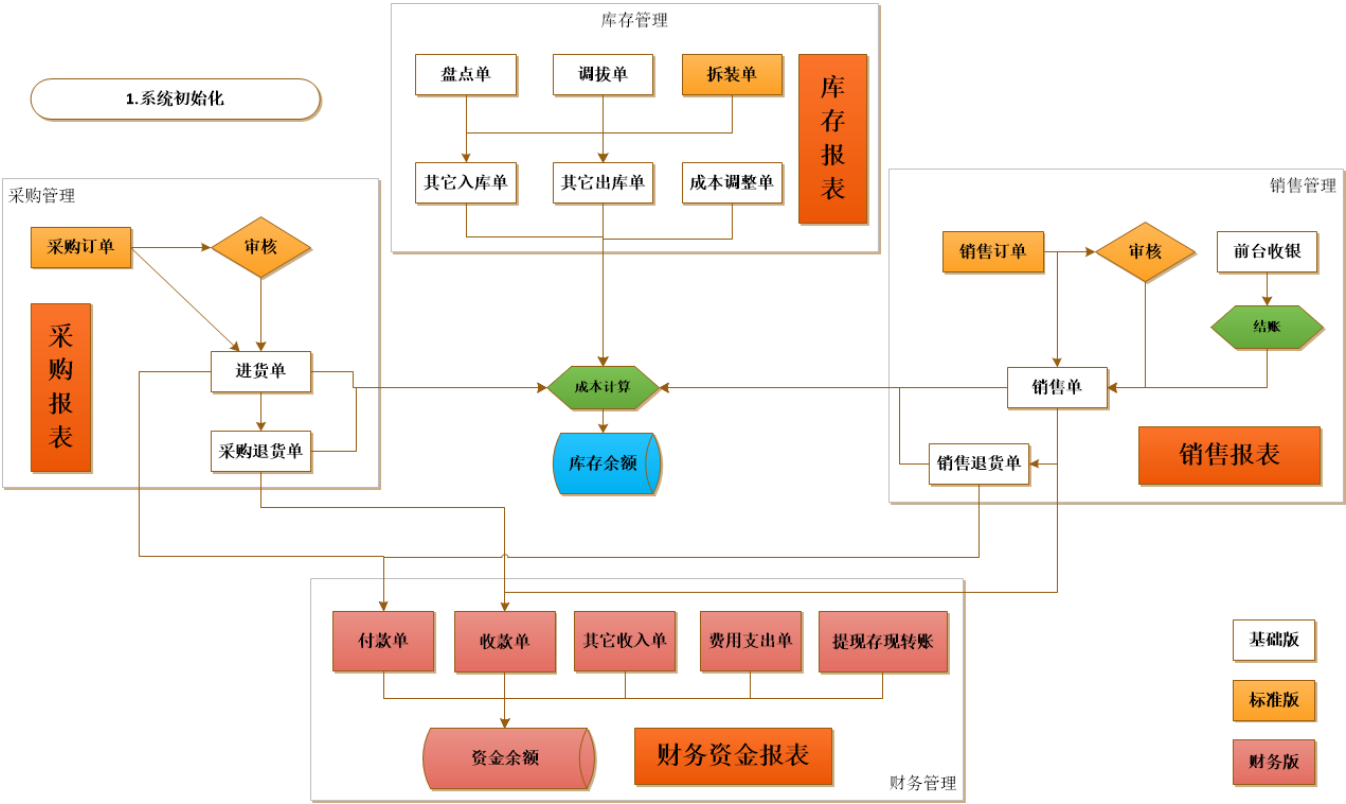 库存管理
盘点单
调拔单
拆装单
库存报表
1.系统初始化
其它入库单
其它出库单
成本调整单
采购管理
采购订单
审核
采购报表
进货单
采购退货单
销售管理
销售订单
审核
前台收银
结账
销售单
销售退货单
销售报表
成本计算
库存余额
付款单
收款单
其它收入单
费用支出单
提现存现转账
资金余额
财务资金报表
财务管理
基础版
标准版
财务版